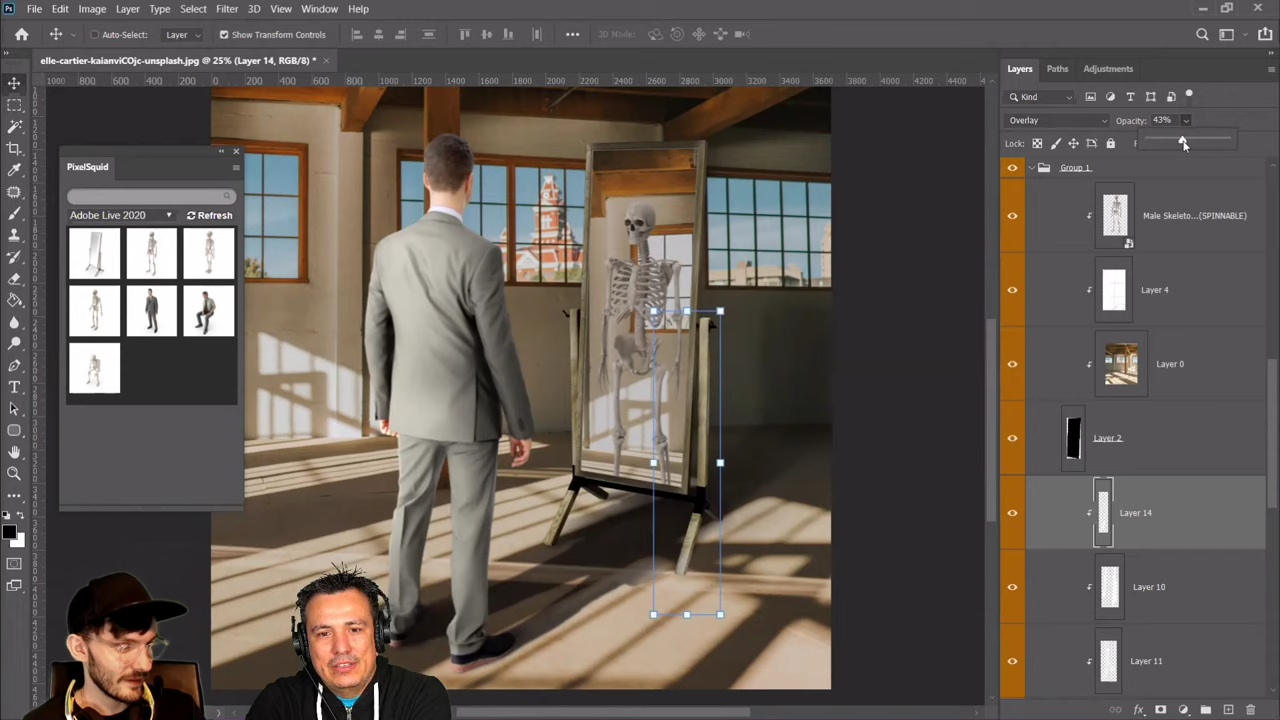 Ps File Edit Image Layer Type Select Filter 3D View Window Help
Auto-Select: Layer Show Transform Controls 3D Mode:
elle-cartier-kaianviCOjc-unsplash.jpg @ 25% (Layer 14, RGB/8) *
1000 800 600 400 200 0 200 400 600 800 1000 1200 1400 1600 1800 2000 2200 2400 2600 2800 3000 3200 3400 3600 3800 4000 4200 4400
PixelSquid
Adobe Live 2020
Refresh
Layers Paths Adjustments
Kind
Overlay Opacity: 43%
Lock:
Group 1
Male Skeleto...(SPINNABLE)
Layer 4
Layer 0
Layer 2
Layer 14
Layer 10
Layer 11
fx